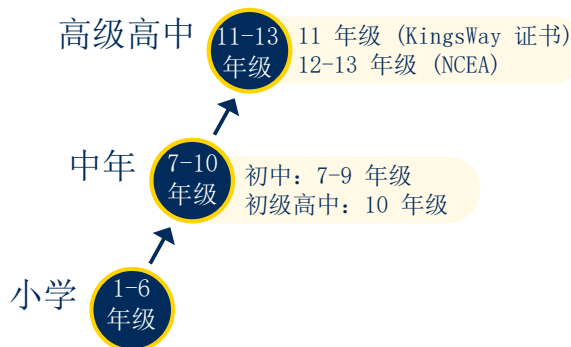 高级高中
11-13
年级
11 年级 (KingsWay 证书)
12-13 年级 (NCEA)
中年
7-10
年级
初中: 7-9 年级
初级高中: 10 年级
小学
1-6
年级